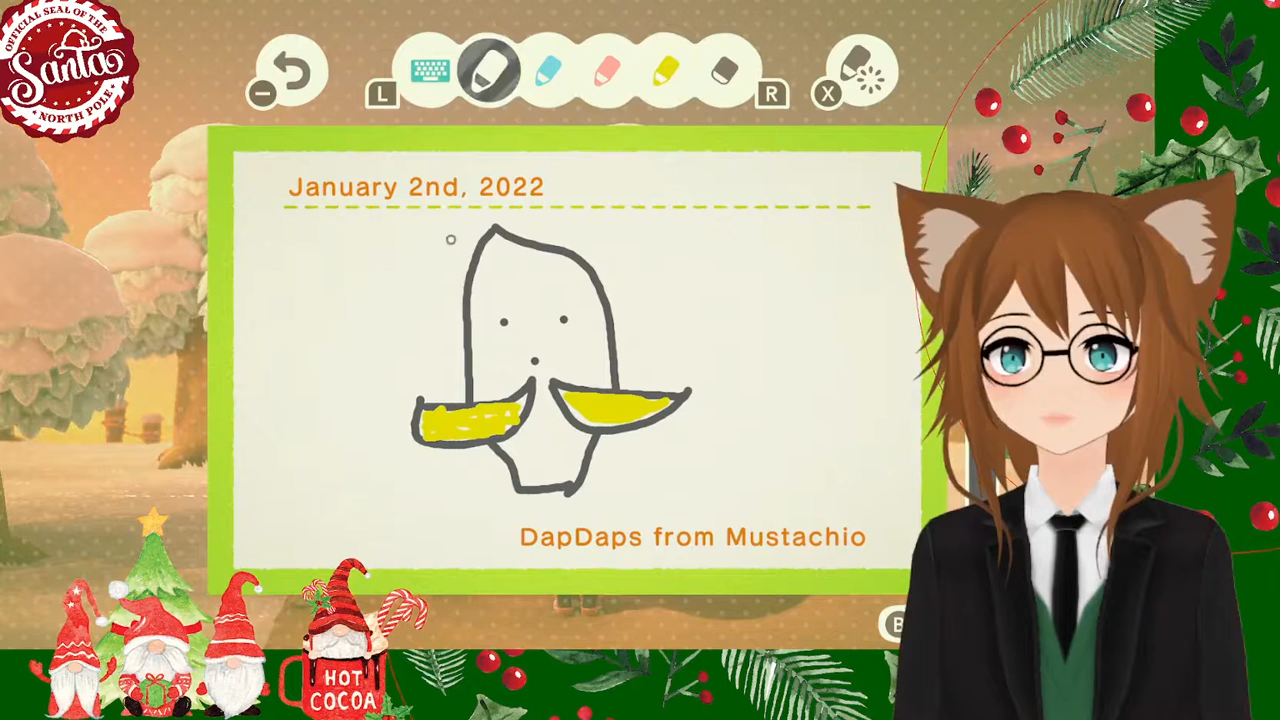 OFFICIAL SEAL OF THE
Santa
NORTH POLE
L
R
X
January 2nd, 2022
DapDaps from Mustachio
B
HOT
COCOA